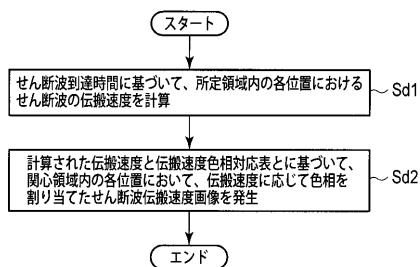 スタート
せん断波到達時間に基づいて、所定領域内の各位置における
せん断波の伝搬速度を計算
Sd1
計算された伝搬速度と伝搬速度色相対応表とに基づいて、
関心領域内の各位置において、伝搬速度に応じて色相を
割り当てたせん断波伝搬速度画像を発生
Sd2
エンド